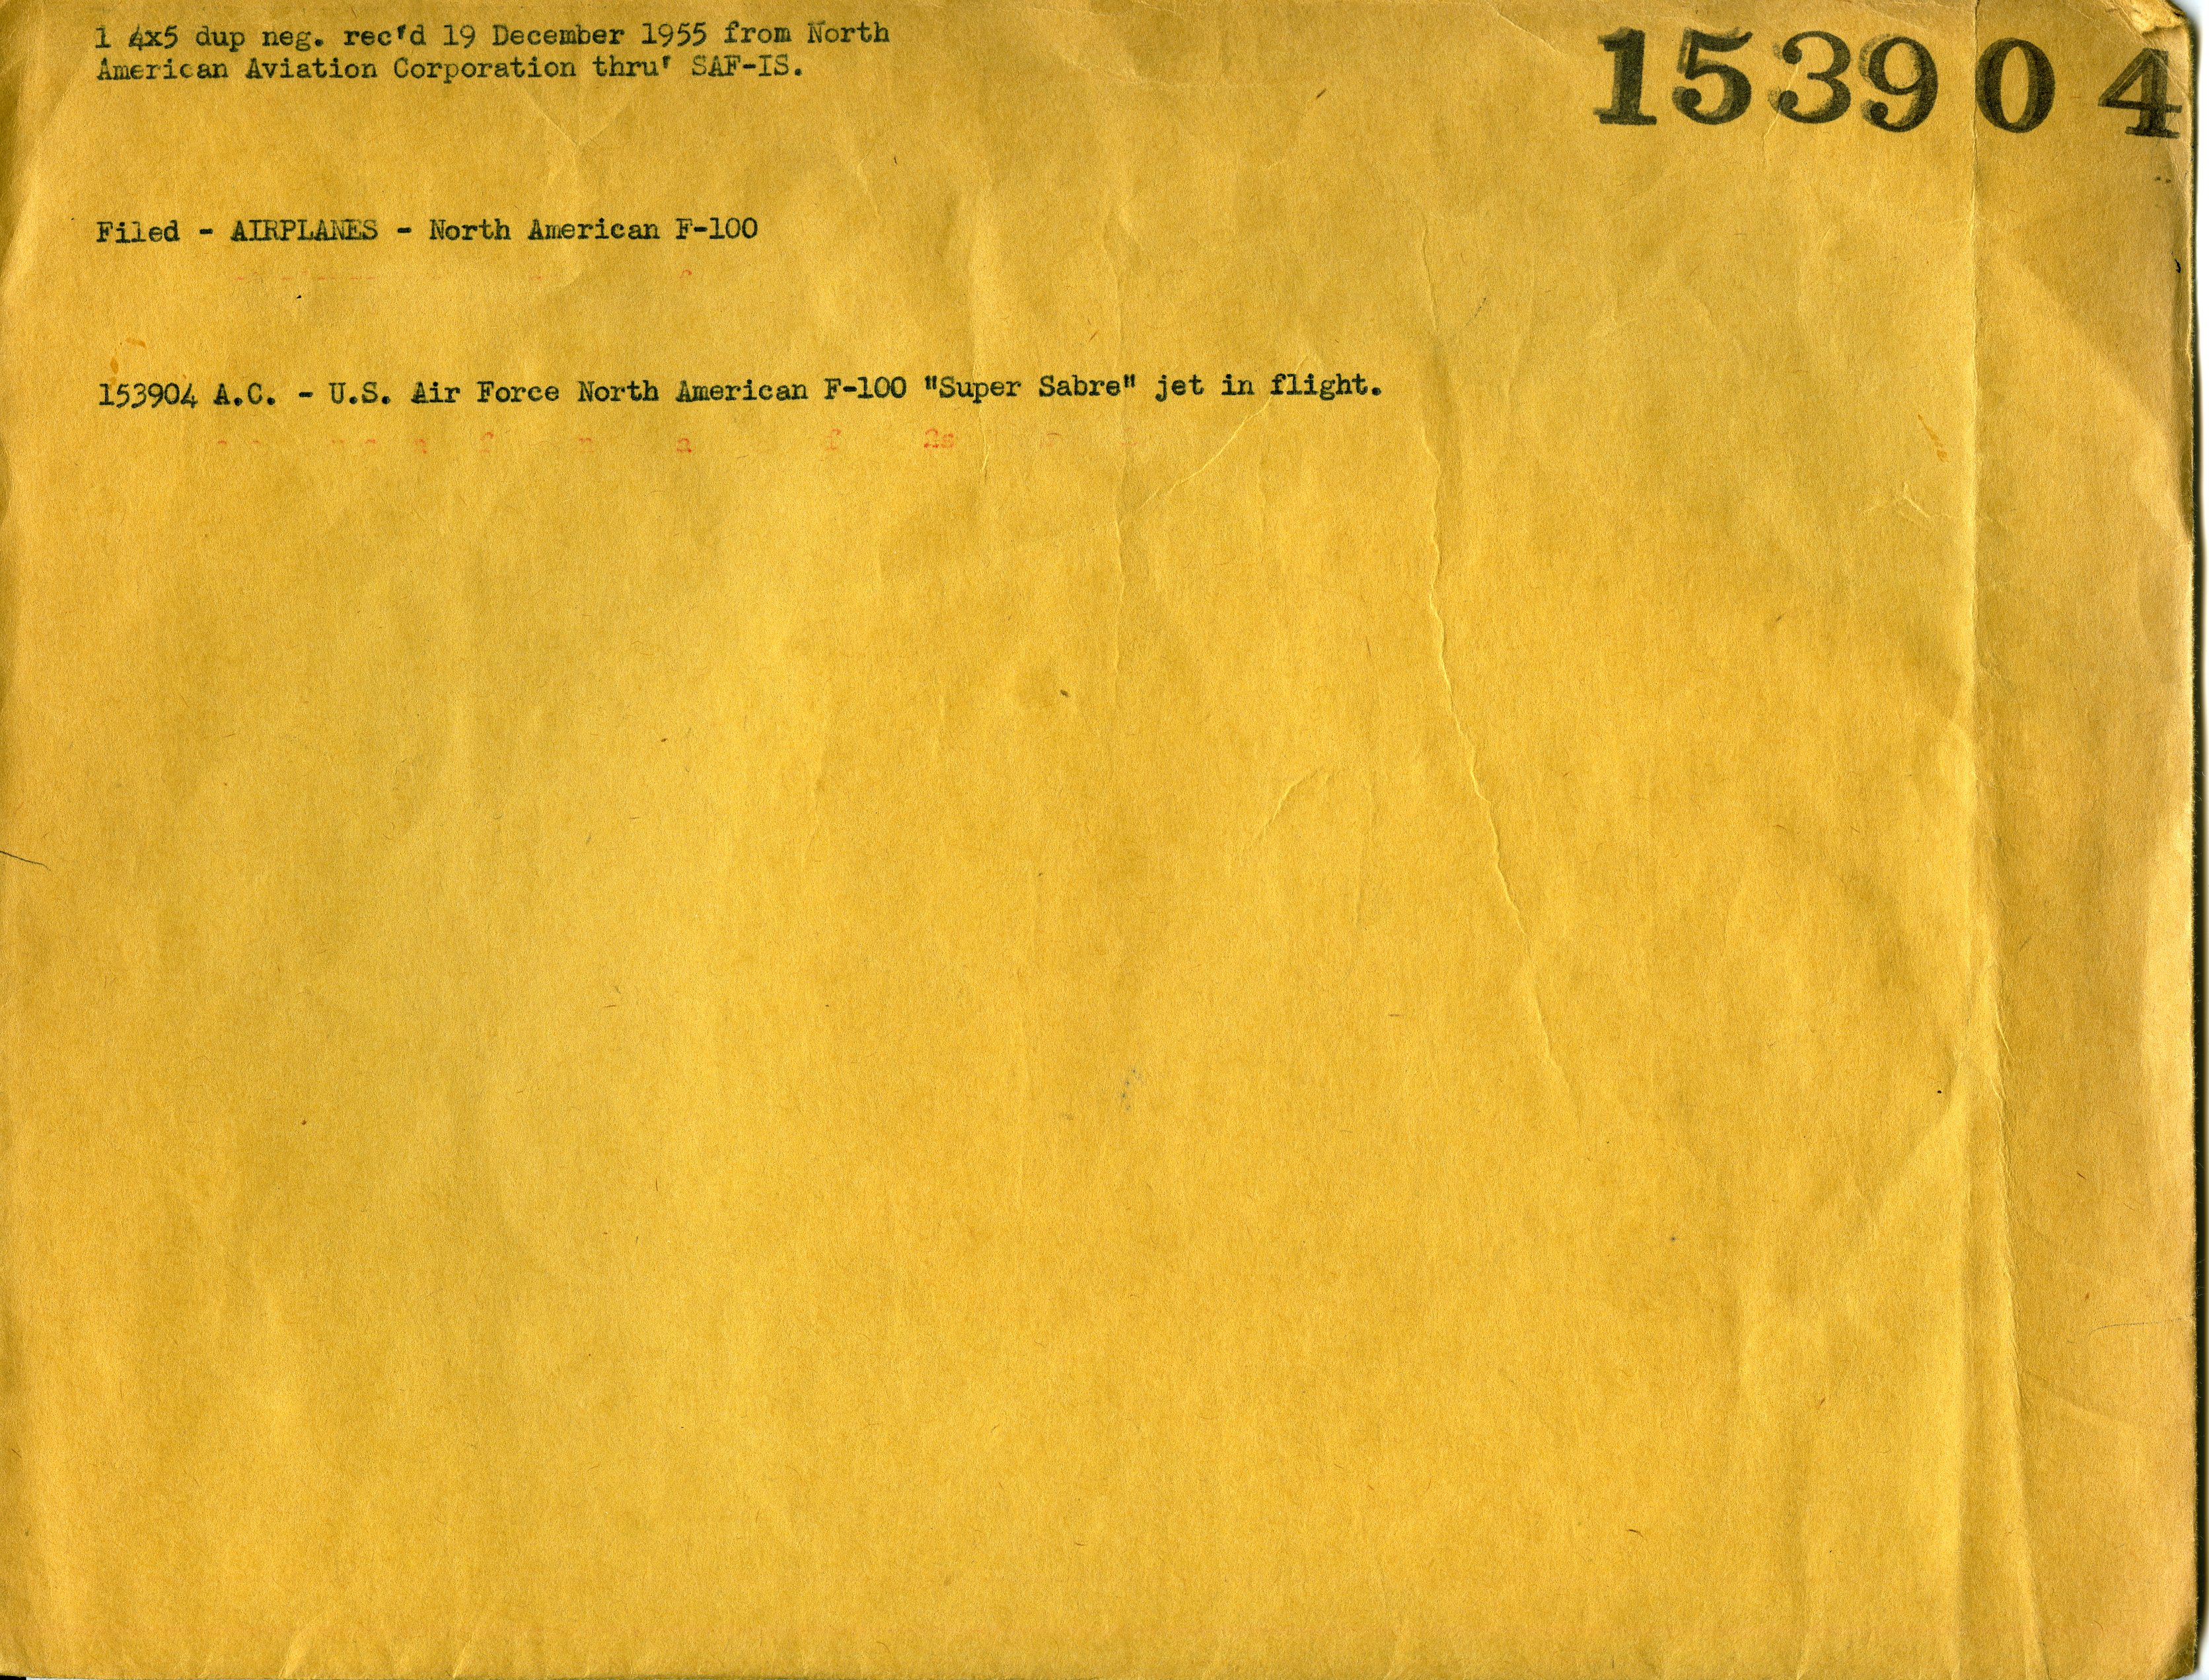 1 4x5 dup neg. rec'd 19 December 1955 from North
153904
American Aviation Corporation thru' SAF-IS.
Filed - AIRPLANES - North American F-100
153904 A.C. - U.S. Air Force North American F-100 "Super Sabre" jet in flight.